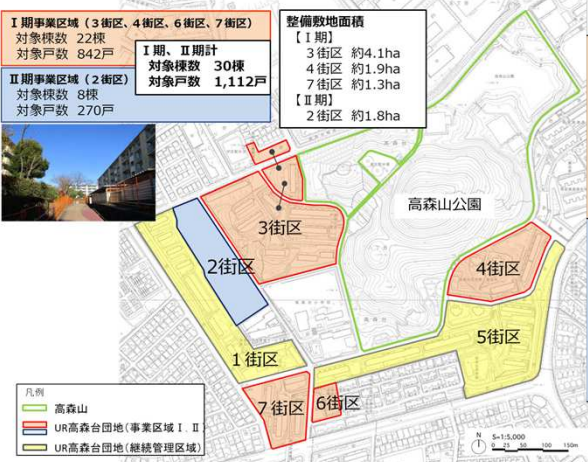 Ⅰ期事業区域(3街区、4街区、6街区、7街区)
対象棟数 22棟
対象戸数 842戸
Ⅰ期、Ⅱ期計
対象棟数 30棟
対象戸数 1,112戸
Ⅱ期事業区域(2街区)
対象棟数 8棟
対象戸数 270戸
整備敷地面積
【Ⅰ期】
3街区 約4.1ha
4街区 約1.9ha
7街区 約1.3ha
【Ⅱ期】
2街区 約1.8ha
高森山公園
3街区
2街区
4街区
5街区
1街区
7街区
6街区
凡例
高森山
UR高森台団地(事業区域Ⅰ.Ⅱ)
UR高森台団地(継続管理区域)
N
S=1:5,000
0 25 50 100 150m